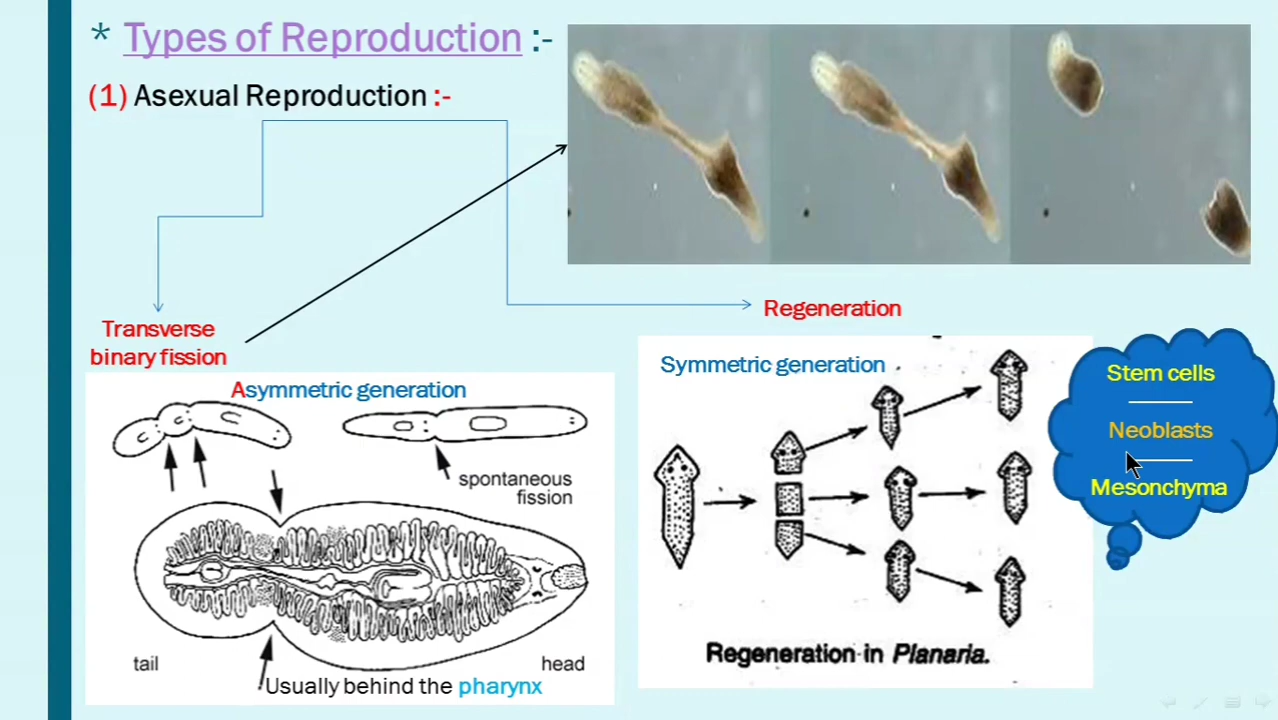 * Types of Reproduction :-
(1) Asexual Reproduction :-
Transverse
binary fission
Regeneration
Asymmetric generation
spontaneous
fission
tail
head
Usually behind the pharynx
Symmetric generation
Regeneration in Planaria.
Stem cells
Neoblasts
Mesonchyma